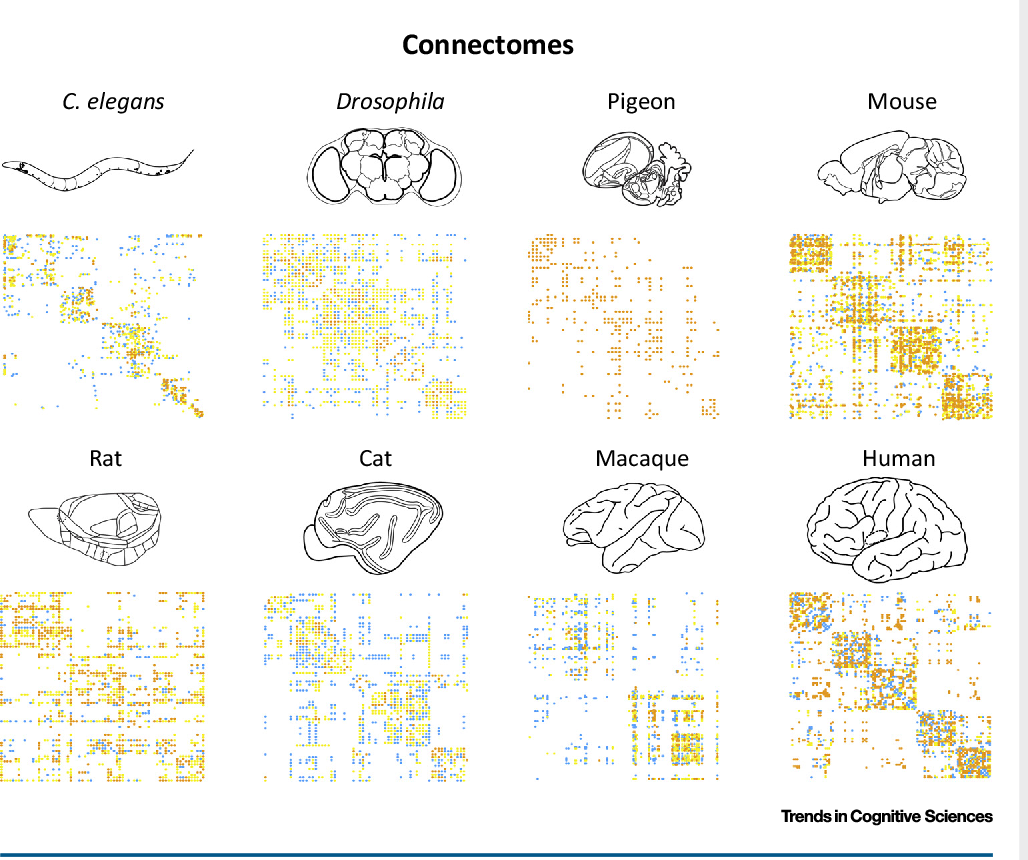 Connectomes
C. elegans
Drosophila
Pigeon
Mouse
Rat
Cat
Macaque
Human
Trends in Cognitive Sciences